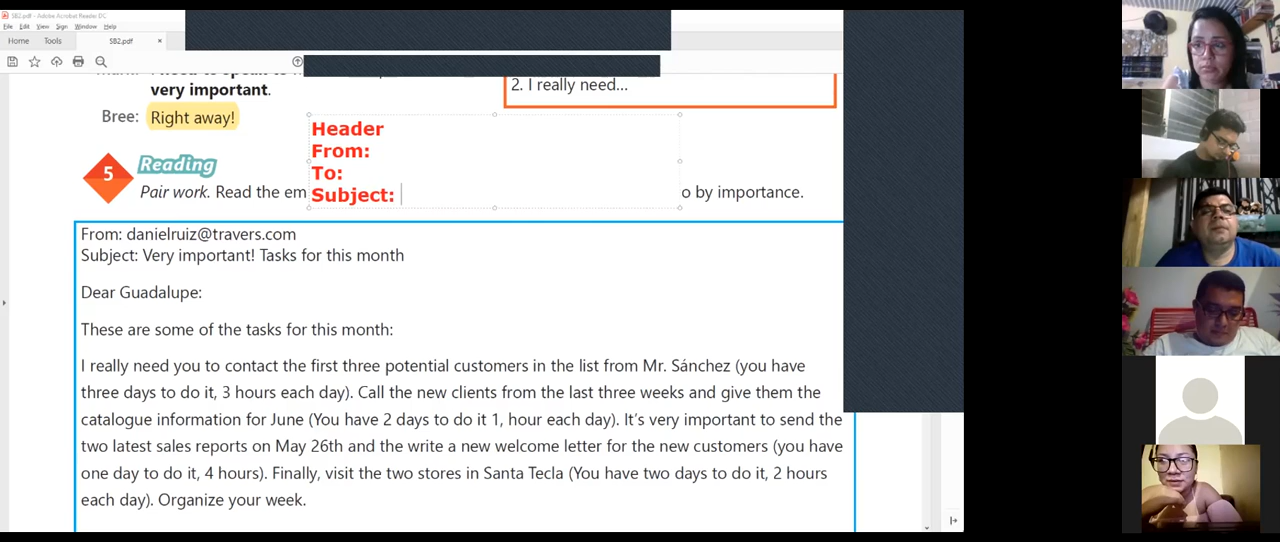 SB2.pdf - Adobe Acrobat Reader DC
File Edit View Sign Window Help
Home Tools SB2.pdf ×
very important.
2. I really need...
Bree: Right away!
Header
From:
To:
Subject:
5 Reading
Pair work. Read the em o by importance.
From: danielruiz@travers.com
Subject: Very important! Tasks for this month
Dear Guadalupe:
These are some of the tasks for this month:
I really need you to contact the first three potential customers in the list from Mr. Sánchez (you have
three days to do it, 3 hours each day). Call the new clients from the last three weeks and give them the
catalogue information for June (You have 2 days to do it 1, hour each day). It's very important to send the
two latest sales reports on May 26th and the write a new welcome letter for the new customers (you have
one day to do it, 4 hours). Finally, visit the two stores in Santa Tecla (You have two days to do it, 2 hours
each day). Organize your week.